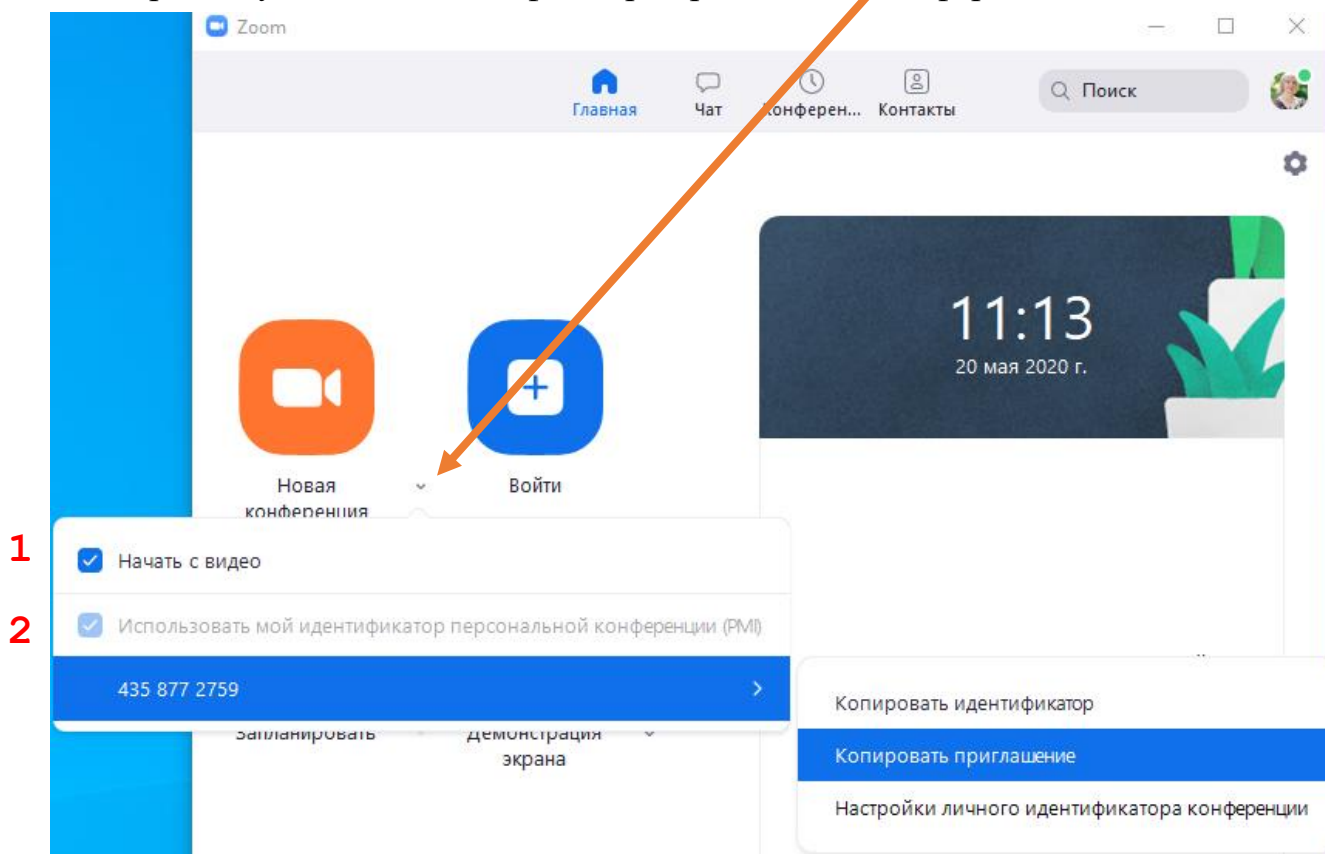 Zoom
Поиск
Главная
Чат
Конферен...
Контакты
11:13
20 мая 2020 г.
Новая
конференция
Войти
1
Начать с видео
2
Использовать мой идентификатор персональной конференции (PMI)
435 877 2759
Копировать идентификатор
Запланировать
Демонстрация
экрана
Копировать приглашение
Настройки личного идентификатора конференции